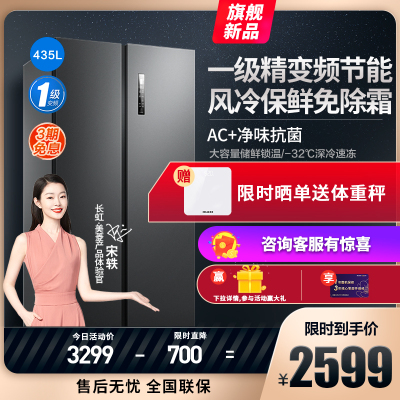 旗舰
新品
435L
1级
变频
3期
免息
一级精变频节能
风冷保鲜免除霜
AC+净味抗菌
大容量储鲜锁温/-32℃深冷速冻
赠
限时晒单送体重秤
长虹·美菱产品体验官
宋轶
咨询客服有惊喜
赢
享
下拉详情,参与活动赢大礼
今日活动价
3299
-
限时直降
700
=
限时到手价
¥2599
售后无忧 全国联保